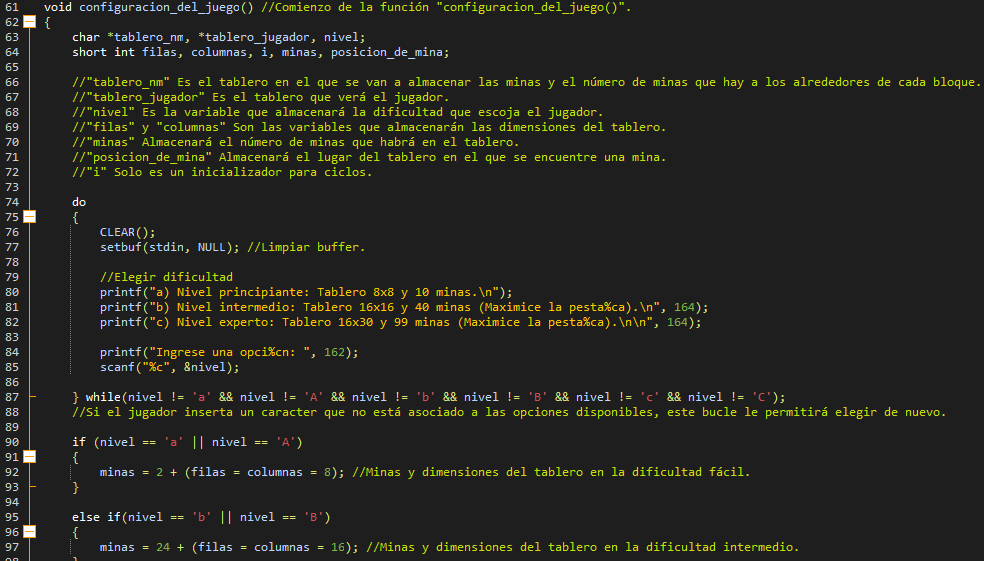 61 void configuracion_del_juego() //Comienzo de la función "configuracion_del_juego()".
62 {
63 char *tablero_nm, *tablero_jugador, nivel;
64 short int filas, columnas, i, minas, posicion_de_mina;
65
66 //"tablero_nm" Es el tablero en el que se van a almacenar las minas y el número de minas que hay a los alrededores de cada bloque.
67 //"tablero_jugador" Es el tablero que verá el jugador.
68 //"nivel" Es la variable que almacenará la dificultad que escoja el jugador.
69 //"filas" y "columnas" Son las variables que almacenarán las dimensiones del tablero.
70 //"minas" Almacenará el número de minas que habrá en el tablero.
71 //"posicion_de_mina" Almacenará el lugar del tablero en el que se encuentre una mina.
72 //"i" Solo es un inicializador para ciclos.
73
74 do
75 {
76 CLEAR();
77 setbuf(stdin, NULL); //Limpiar buffer.
78
79 //Elegir dificultad
80 printf("a) Nivel principiante: Tablero 8x8 y 10 minas.\n");
81 printf("b) Nivel intermedio: Tablero 16x16 y 40 minas (Maximice la pesta%ca).\n", 164);
82 printf("c) Nivel experto: Tablero 16x30 y 99 minas (Maximice la pesta%ca).\n\n", 164);
83
84 printf("Ingrese una opci%cn: ", 162);
85 scanf("%c", &nivel);
86
87 } while(nivel != 'a' && nivel != 'A' && nivel != 'b' && nivel != 'B' && nivel != 'c' && nivel != 'C');
88 //Si el jugador inserta un caracter que no está asociado a las opciones disponibles, este bucle le permitirá elegir de nuevo.
89
90 if (nivel == 'a' || nivel == 'A')
91 {
92 minas = 2 + (filas = columnas = 8); //Minas y dimensiones del tablero en la dificultad fácil.
93 }
94
95 else if(nivel == 'b' || nivel == 'B')
96 {
97 minas = 24 + (filas = columnas = 16); //Minas y dimensiones del tablero en la dificultad intermedio.